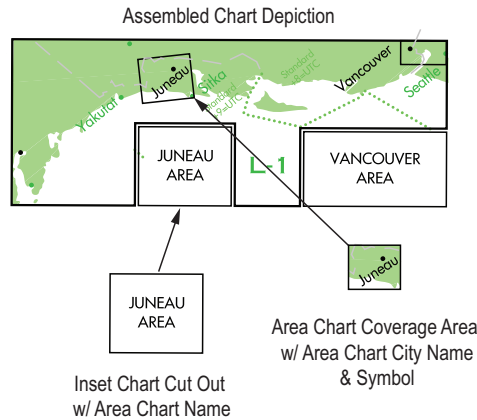 Assembled Chart Depiction
Yakutat
Juneau
Sitka
Standard
-9=UTC
Standard
-8=UTC
Vancouver
Seattle
JUNEAU
AREA
L-1
VANCOUVER
AREA
JUNEAU
AREA
Juneau
Inset Chart Cut Out
w/ Area Chart Name
Area Chart Coverage Area
w/ Area Chart City Name
& Symbol